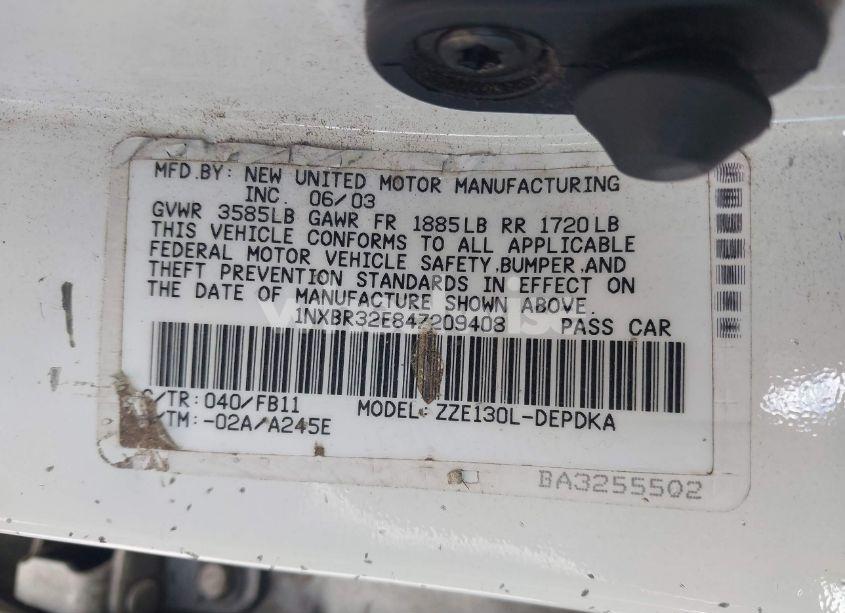 MFD.BY: NEW UNITED MOTOR MANUFACTURING
INC. 06/03
GVWR 3585LB GAWR FR 1885LB RR 1720LB
THIS VEHICLE CONFORMS TO ALL APPLICABLE
FEDERAL MOTOR VEHICLE SAFETY,BUMPER,AND
THEFT PREVENTION STANDARDS IN EFFECT ON
THE DATE OF MANUFACTURE SHOWN ABOVE.
1NXBR32E84Z209408 PASS CAR
/TR:040/FB11 MODEL:ZZE130L-DEPDKA
/TM:-02A/A245E
BA3255502